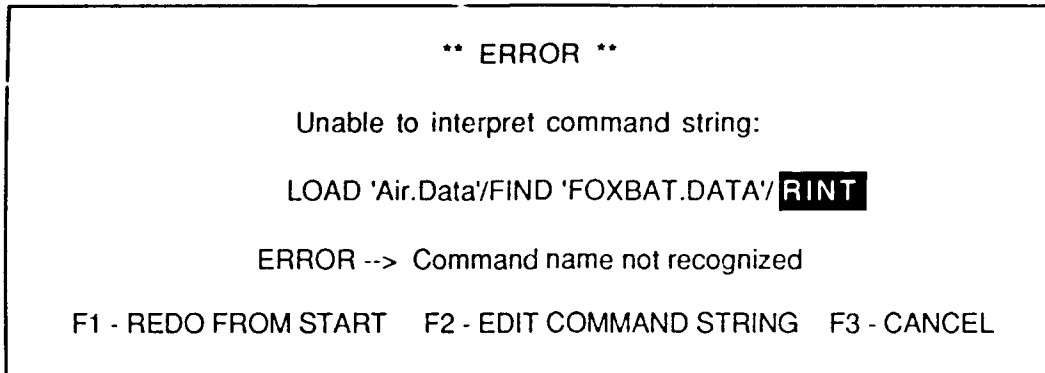 ** ERROR **
Unable to interpret command string:
LOAD 'Air.Data'/FIND 'FOXBAT.DATA'/ RINT
ERROR --> Command name not recognized
F1 - REDO FROM START F2 - EDIT COMMAND STRING F3 - CANCEL